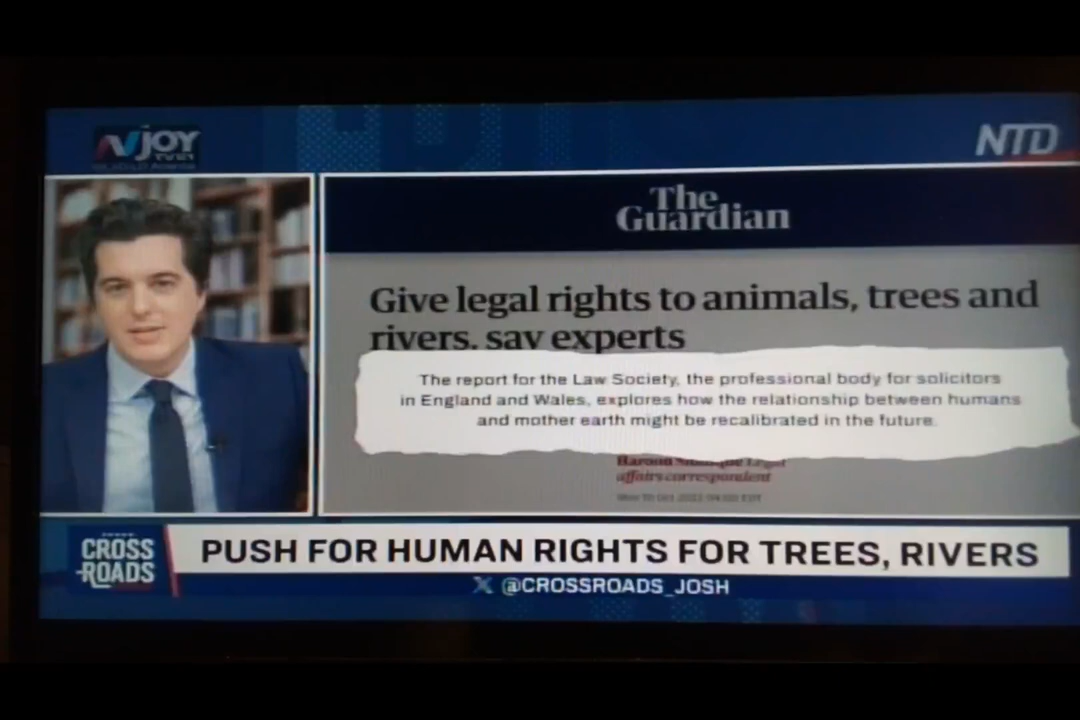 NJOY
NTD
The
Guardian
Give legal rights to animals, trees and
rivers, say experts
The report for the Law Society, the professional body for solicitors
in England and Wales, explores how the relationship between humans
and mother earth might be recalibrated in the future.
Legal
affairs correspondent
CROSS
-ROADS
PUSH FOR HUMAN RIGHTS FOR TREES, RIVERS
X @CROSSROADS_JOSH